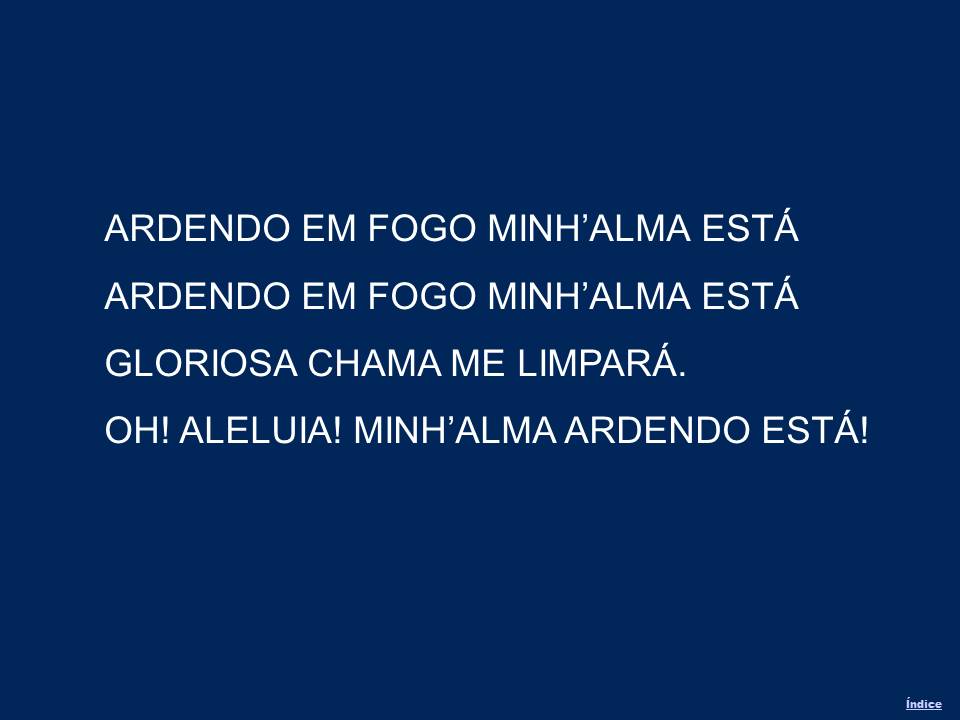 ARDENDO EM FOGO MINH’ALMA ESTÁ
ARDENDO EM FOGO MINH’ALMA ESTÁ
GLORIOSA CHAMA ME LIMPARÁ.
OH! ALELUIA! MINH’ALMA ARDENDO ESTÁ!
Índice